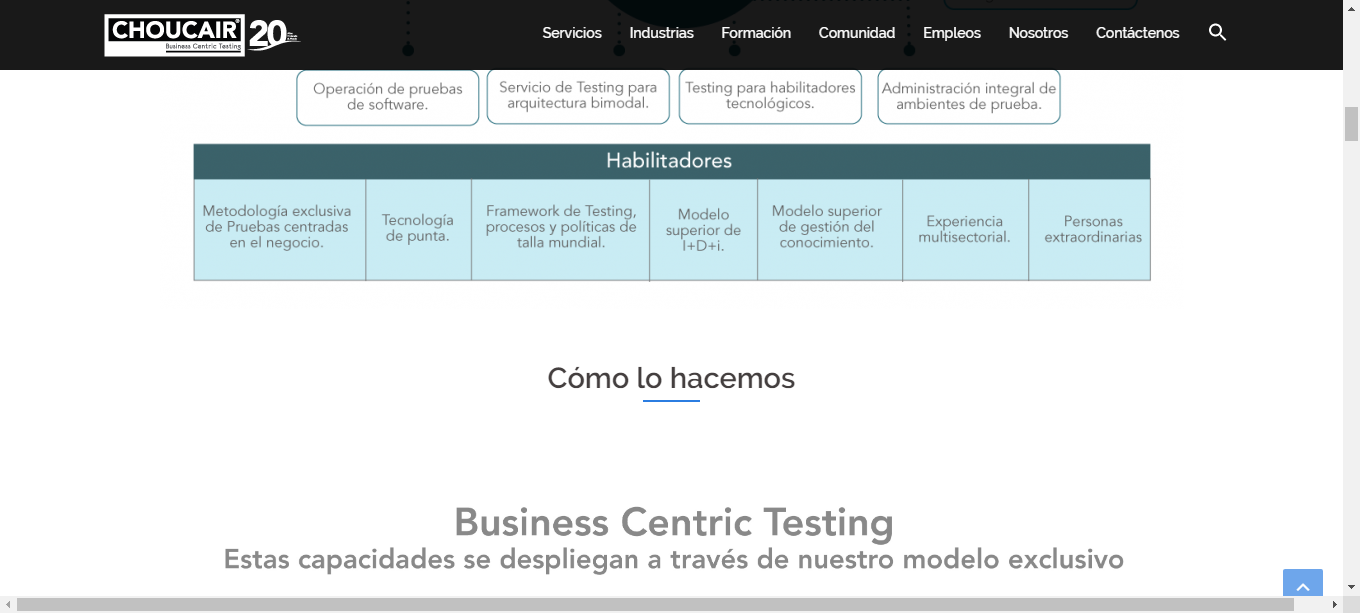 CHOUCAIR
Business Centric Testing
20
Servicios
Industrias
Formación
Comunidad
Empleos
Nosotros
Contáctenos
Operación de pruebas
de software.
Servicio de Testing para
arquitectura bimodal.
Testing para habilitadores
tecnológicos.
Administración integral de
ambientes de prueba.
Habilitadores
Metodología exclusiva
de Pruebas centradas
en el negocio.
Tecnología
de punta.
Framework de Testing,
procesos y políticas de
talla mundial.
Modelo
superior de
I+D+i.
Modelo superior
de gestión del
conocimiento.
Experiencia
multisectorial.
Personas
extraordinarias
Cómo lo hacemos
Business Centric Testing
Estas capacidades se despliegan a través de nuestro modelo exclusivo